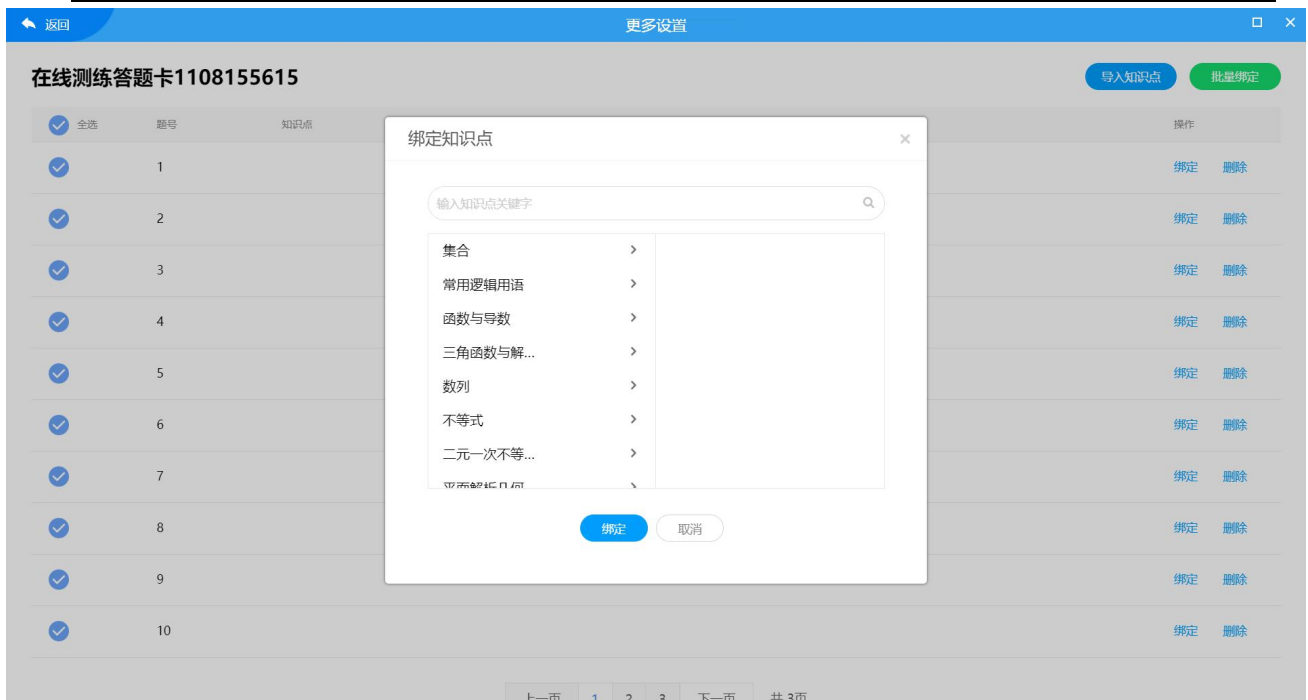 返回
更多设置
在线测练答题卡1108155615
导入知识点 批量绑定
全选 题号 知识点 操作
1 绑定 删除
2 绑定 删除
3 绑定 删除
4 绑定 删除
5 绑定 删除
6 绑定 删除
7 绑定 删除
8 绑定 删除
9 绑定 删除
10 绑定 删除
绑定知识点
输入知识点关键字
集合
常用逻辑用语
函数与导数
三角函数与解...
数列
不等式
二元一次不等...
平面解析几何
绑定 取消
上一页 1 2 3 下一页 共 3页